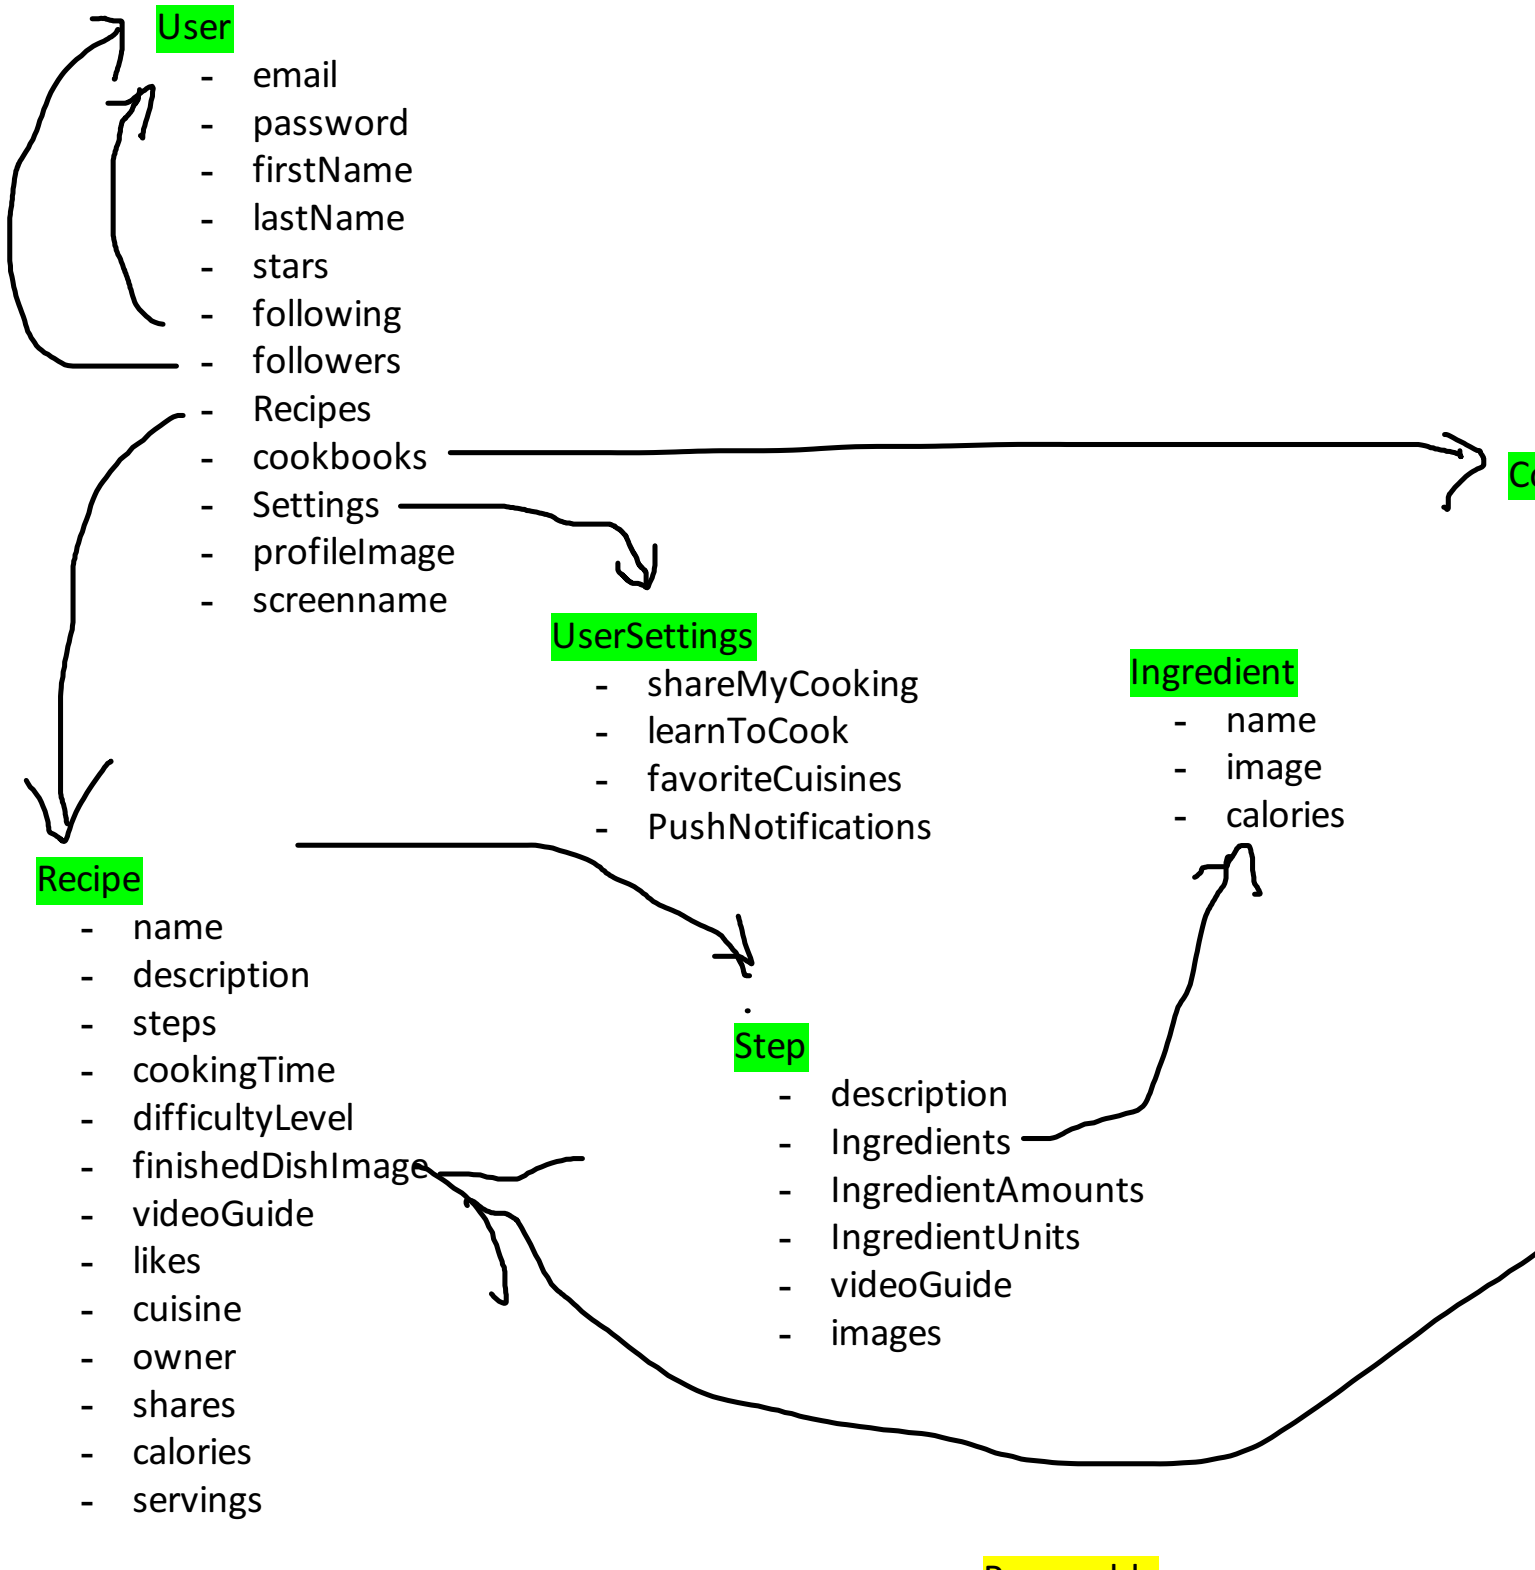 User
- email
- password
- firstName
- lastName
- stars
- following
- followers
- Recipes
- cookbooks
- Settings
- profileImage
- screenname
UserSettings
- shareMyCooking
- learnToCook
- favoriteCuisines
- PushNotifications
Ingredient
- name
- image
- calories
Recipe
- name
- description
- steps
- cookingTime
- difficultyLevel
- finishedDishImage
- videoGuide
- likes
- cuisine
- owner
- shares
- calories
- servings
Step
- description
- Ingredients
- IngredientAmounts
- IngredientUnits
- videoGuide
- images